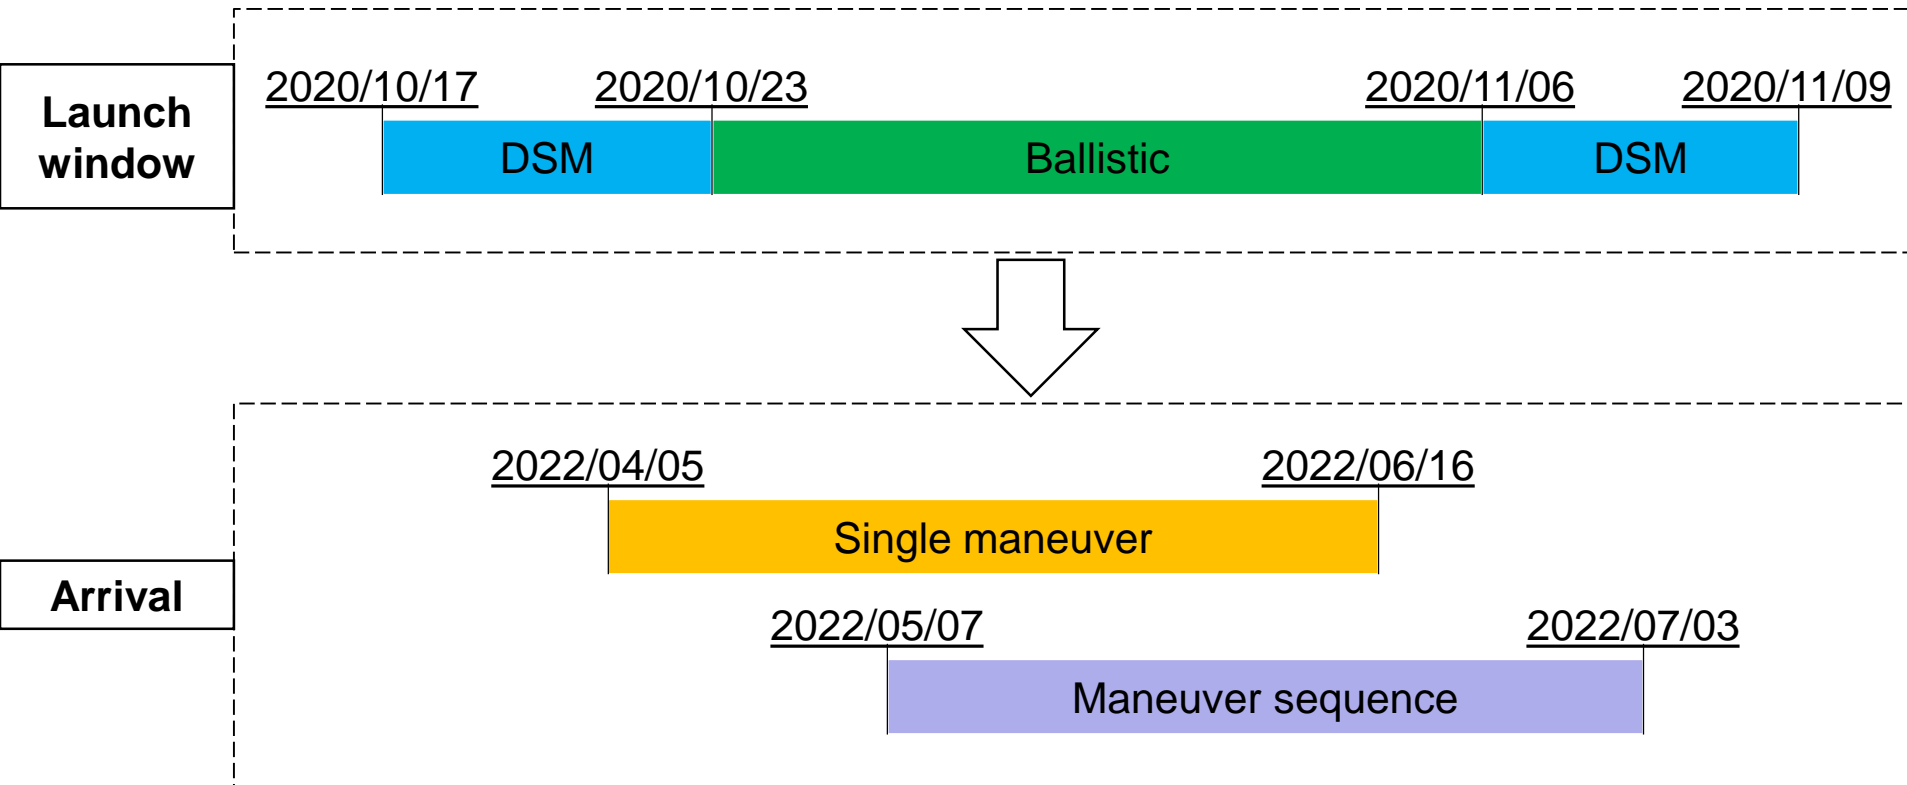 Launch
window
2020/10/17
2020/10/23
2020/11/06
2020/11/09
DSM
Ballistic
DSM
Arrival
2022/04/05
2022/06/16
Single maneuver
2022/05/07
2022/07/03
Maneuver sequence